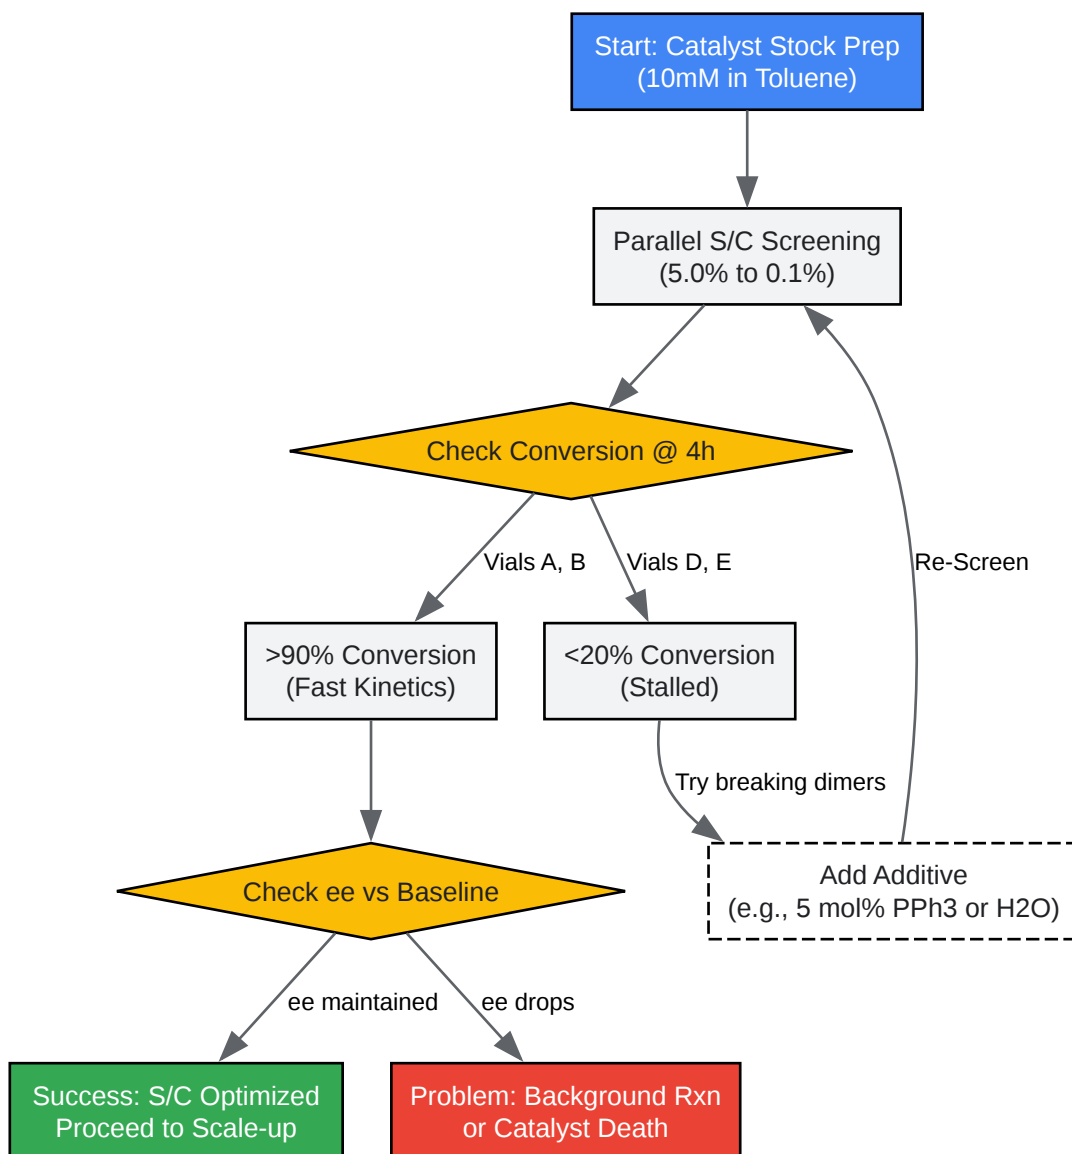 Start: Catalyst Stock Prep
(10mM in Toluene)
Parallel S/C Screening
(5.0% to 0.1%)
Check Conversion @ 4h
Vials A, B
Vials D, E
Re-Screen
>90% Conversion
(Fast Kinetics)
<20% Conversion
(Stalled)
Try breaking dimers
Check ee vs Baseline
Add Additive
(e.g., 5 mol% PPh3 or H2O)
ee maintained
ee drops
Success: S/C Optimized
Proceed to Scale-up
Problem: Background Rxn
or Catalyst Death